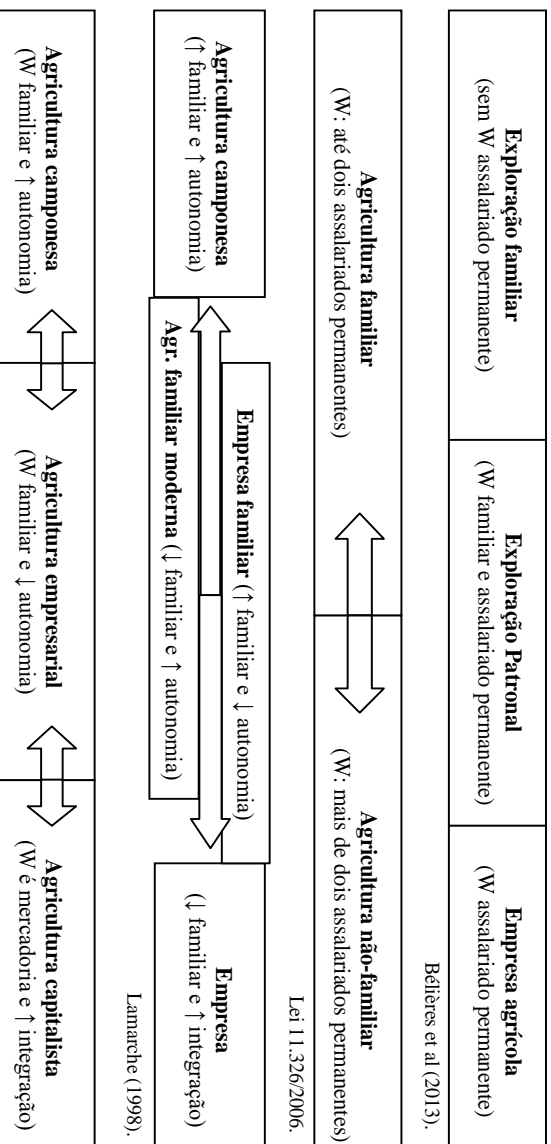 Exploração familiar
(sem W assalariado permanente)
Exploração Patronal
(W familiar e assalariado permanente)
Empresa agrícola
(W assalariado permanente)
Bélières et al (2013).
Agricultura familiar
(W: até dois assalariados permanentes)
Agricultura não-familiar
(W: mais de dois assalariados permanentes)
Lei 11.326/2006.
Agricultura camponesa
(↑ familiar e ↑ autonomia)
Empresa familiar (↑ familiar e ↓ autonomia)
Agr. familiar moderna (↓ familiar e ↑ autonomia)
Empresa
(↓ familiar e ↑ integração)
Lamarche (1998).
Agricultura camponesa
(W familiar e ↑ autonomia)
Agricultura empresarial
(W familiar e ↓ autonomia)
Agricultura capitalista
(W é mercadoria e ↑ integração)